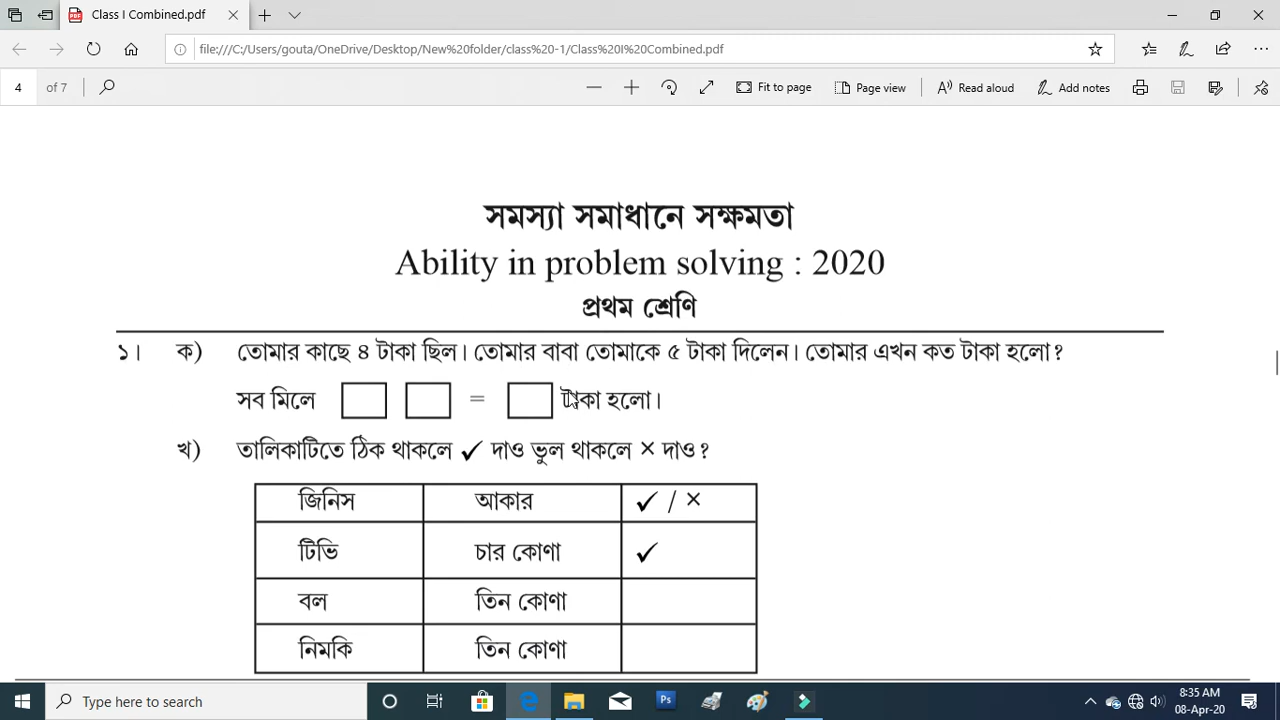 Class I Combined.pdf
file:///C:/Users/gouta/OneDrive/Desktop/New%20folder/class%20-1/Class%20I%20Combined.pdf
4 of 7 Fit to page Page view Read aloud Add notes
সমস্যা সমাধানে সক্ষমতা
Ability in problem solving : 2020
প্রথম শ্রেণি
১। ক) তোমার কাছে ৪ টাকা ছিল। তোমার বাবা তোমাকে ৫ টাকা দিলেন। তোমার এখন কত টাকা হলো?
সব মিলে = টাকা হলো।
খ) তালিকাটিতে ঠিক থাকলে ✓ দাও ভুল থাকলে × দাও?
জিনিস আকার ✓ / ×
টিভি চার কোণা ✓
বল তিন কোণা
নিমকি তিন কোণা
Type here to search
8:35 AM
08-Apr-20